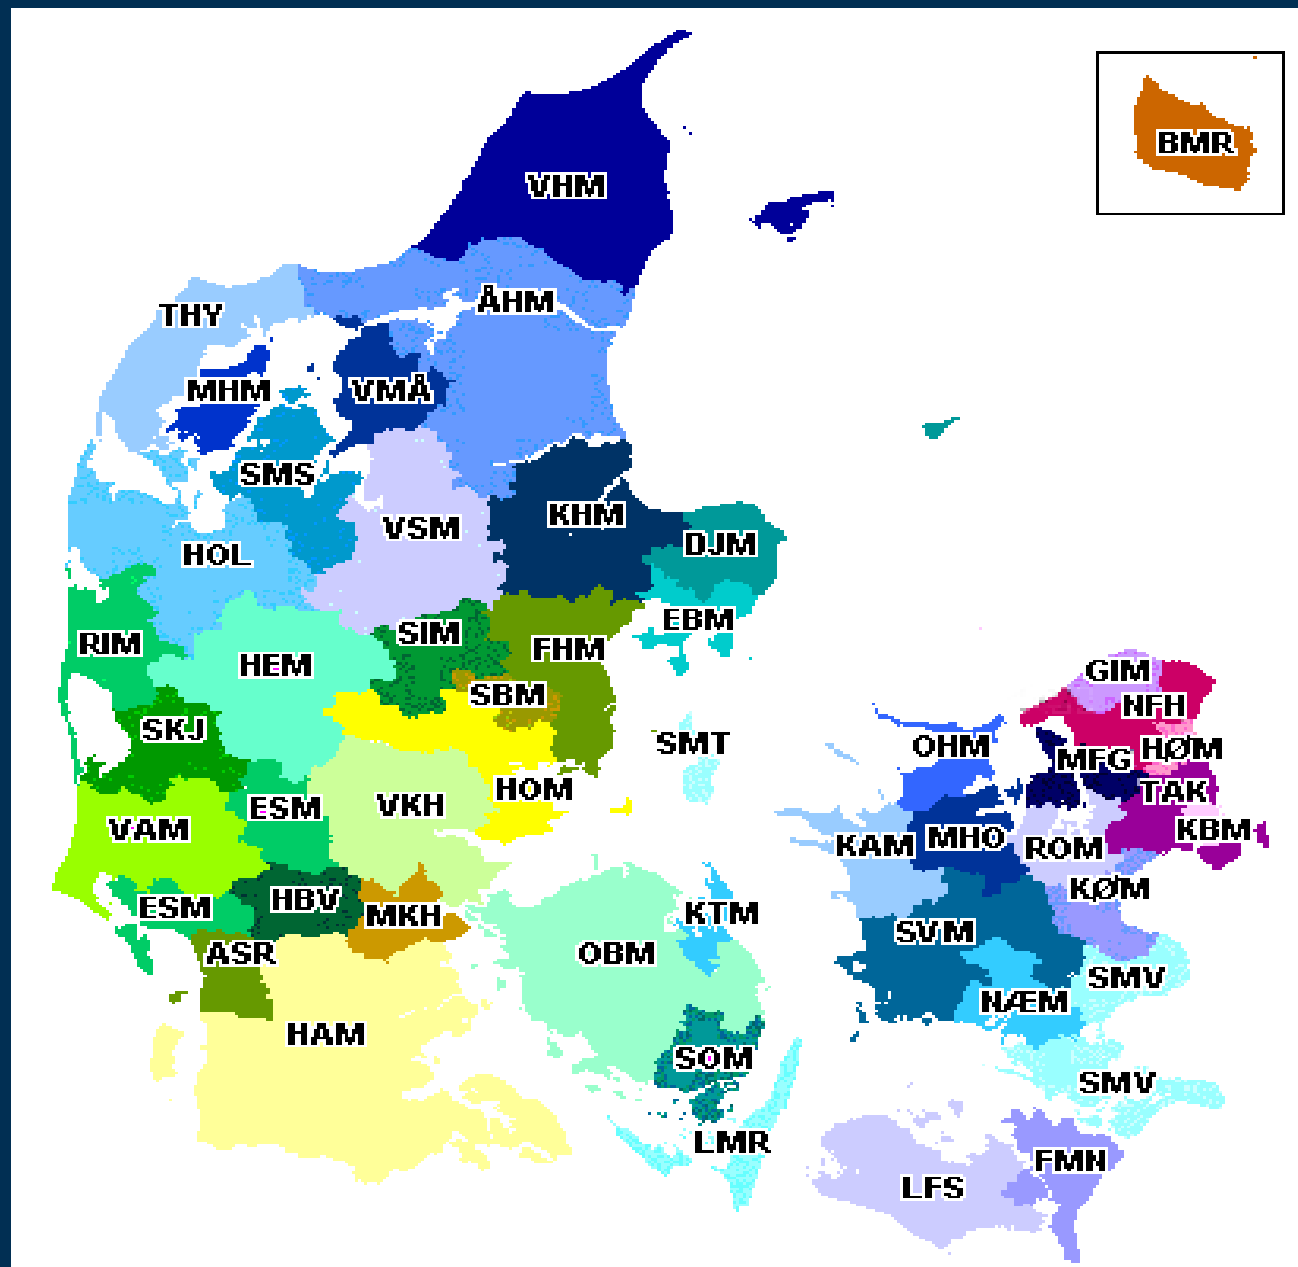 BMR
VHM
THY
ÅHM
MHM
VMÅ
SMS
VSM
KHM
HOL
DJM
EBM
RIM
SIM
FHM
HEM
SBM
GIM
NFH
SKJ
SMT
OHM
HØM
MFG
TAK
ESM
VKH
HOM
VAM
KAM
MHO
ROM
KBM
KØM
ESM
HBV
MKH
KTM
ASR
OBM
SVM
SMV
NÆM
HAM
SOM
SMV
LMR
FMN
LFS